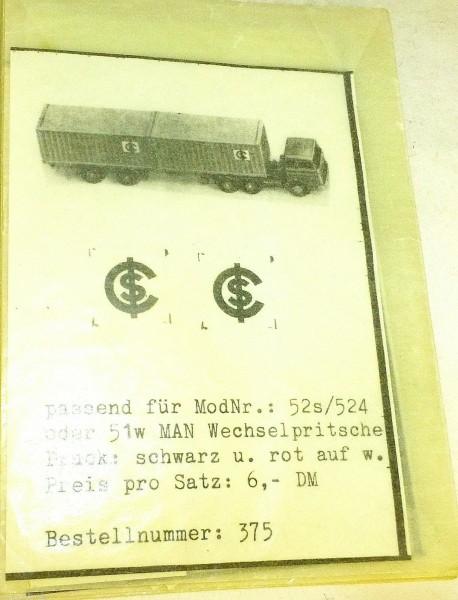 passend für ModNr.: 52s/524
oder 51w MAN Wechselpritsche
Druck: schwarz u. rot auf w.
Preis pro Satz: 6,- DM
Bestellnummer: 375